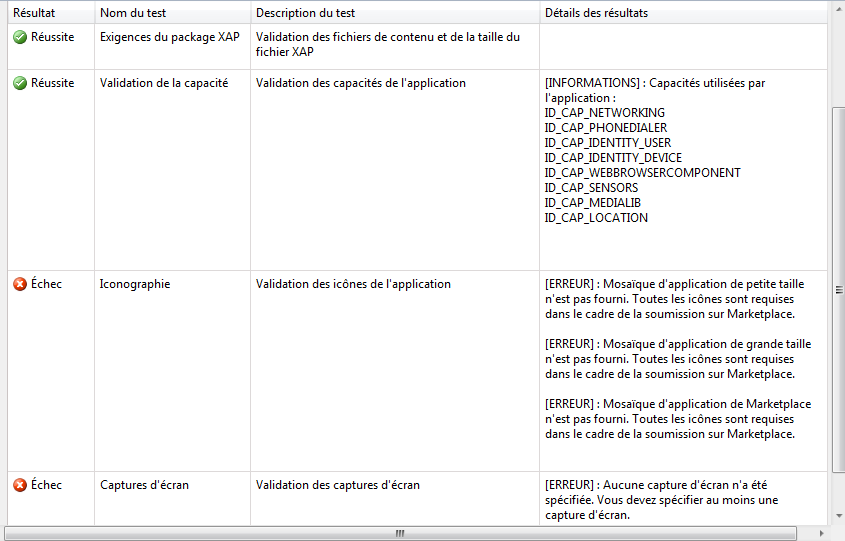 Résultat Nom du test Description du test Détails des résultats
Réussite Exigences du package XAP Validation des fichiers de contenu et de la taille du
fichier XAP
Réussite Validation de la capacité Validation des capacités de l'application [INFORMATIONS] : Capacités utilisées par
l'application :
ID_CAP_NETWORKING
ID_CAP_PHONEDIALER
ID_CAP_IDENTITY_USER
ID_CAP_IDENTITY_DEVICE
ID_CAP_WEBBROWSERCOMPONENT
ID_CAP_SENSORS
ID_CAP_MEDIALIB
ID_CAP_LOCATION
Échec Iconographie Validation des icônes de l'application [ERREUR] : Mosaïque d'application de petite taille
n'est pas fourni. Toutes les icônes sont requises
dans le cadre de la soumission sur Marketplace.
[ERREUR] : Mosaïque d'application de grande taille
n'est pas fourni. Toutes les icônes sont requises
dans le cadre de la soumission sur Marketplace.
[ERREUR] : Mosaïque d'application de Marketplace
n'est pas fourni. Toutes les icônes sont requises
dans le cadre de la soumission sur Marketplace.
Échec Captures d'écran Validation des captures d'écran [ERREUR] : Aucune capture d'écran n'a été
spécifiée. Vous devez spécifier au moins une
capture d'écran.